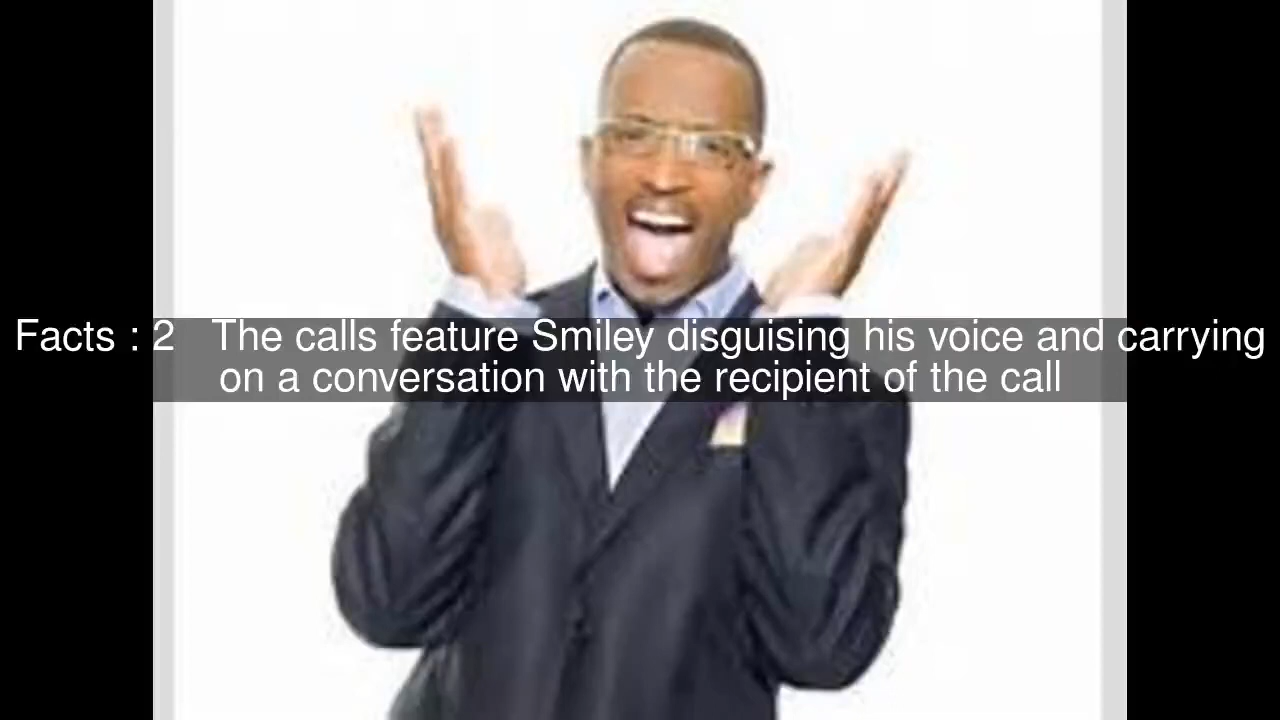 Facts : 2   The calls feature Smiley disguising his voice and carrying
on a conversation with the recipient of the call